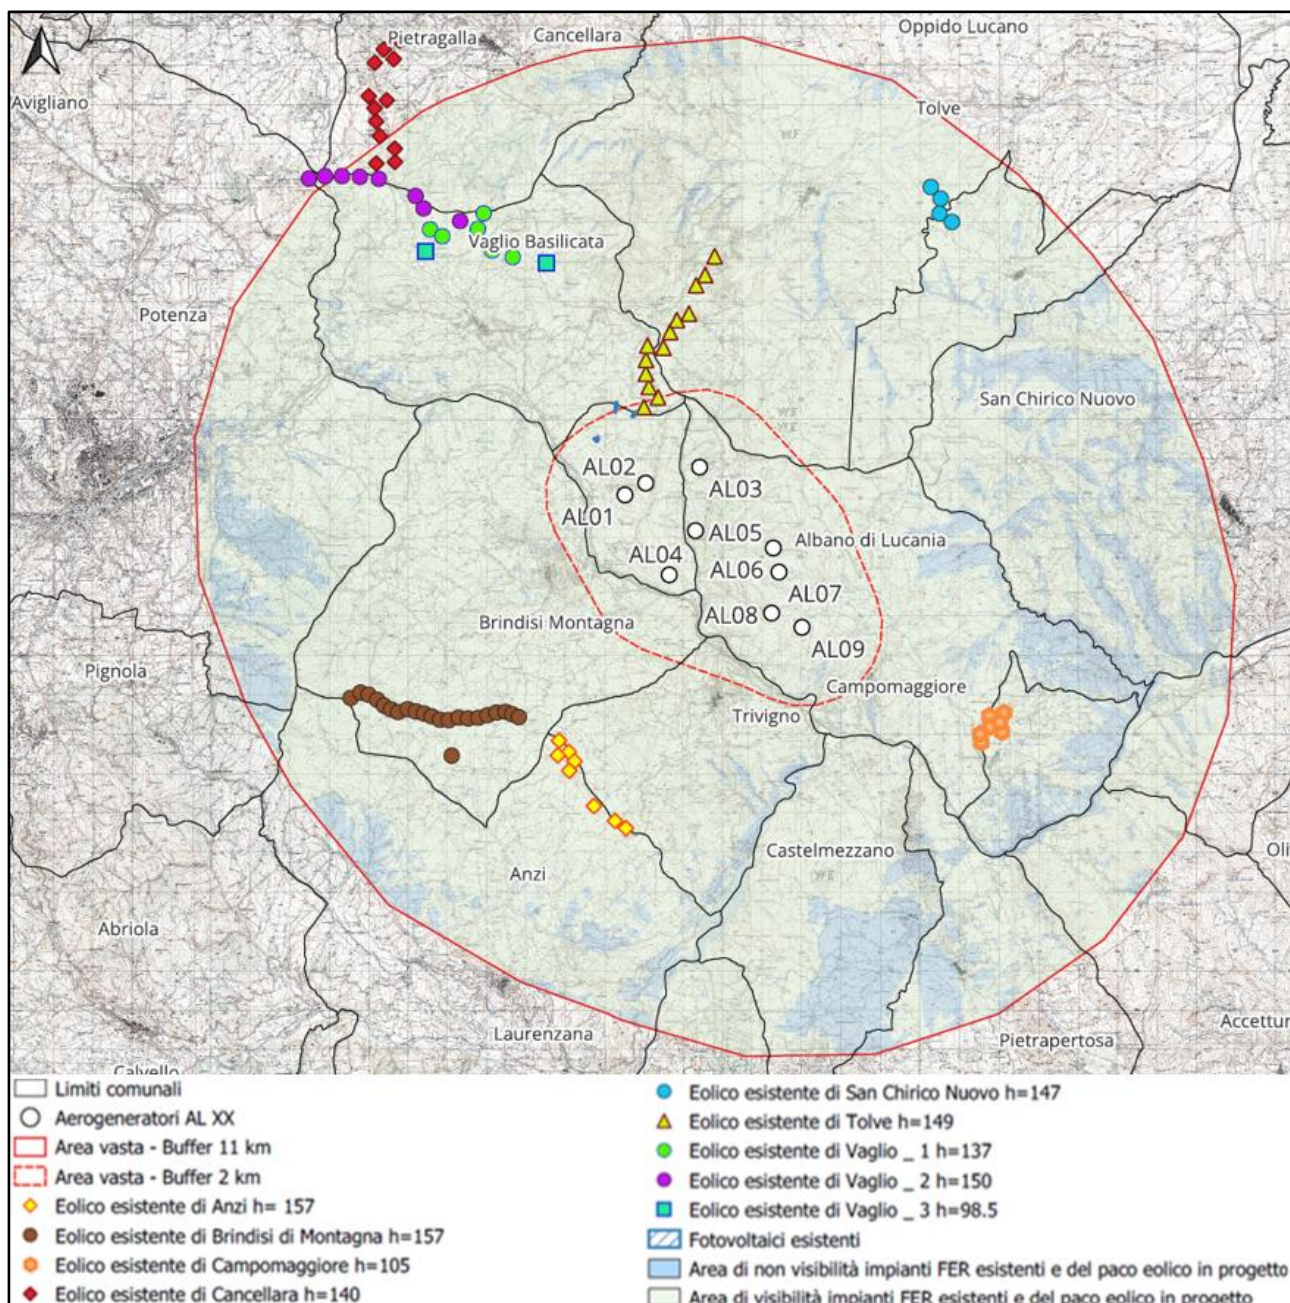 Oppido Lucano
Pietragalla
Cancellara
Avigliano
Tolve
Vaglio Basilicata
Potenza
San Chirico Nuovo
AL02
AL03
AL01
AL05
Albano di Lucania
AL04
AL06
AL07
AL08
Brindisi Montagna
AL09
Pignola
Campomaggiore
Trivigno
Castelmezzano
Oli
Anzi
Abriola
Accettur
Laurenzana
Pietrapertosa
Calvello
Limiti comunali
Aerogeneratori AL XX
Area vasta - Buffer 11 km
Area vasta - Buffer 2 km
Eolico esistente di Anzi h= 157
Eolico esistente di Brindisi di Montagna h=157
Eolico esistente di Campomaggiore h=105
Eolico esistente di Cancellara h=140
Eolico esistente di San Chirico Nuovo h=147
Eolico esistente di Tolve h=149
Eolico esistente di Vaglio _ 1 h=137
Eolico esistente di Vaglio _ 2 h=150
Eolico esistente di Vaglio _ 3 h=98.5
Fotovoltaici esistenti
Area di non visibilità impianti FER esistenti e del paco eolico in progetto
Area di visibilità impianti FER esistenti e del paco eolico in progetto